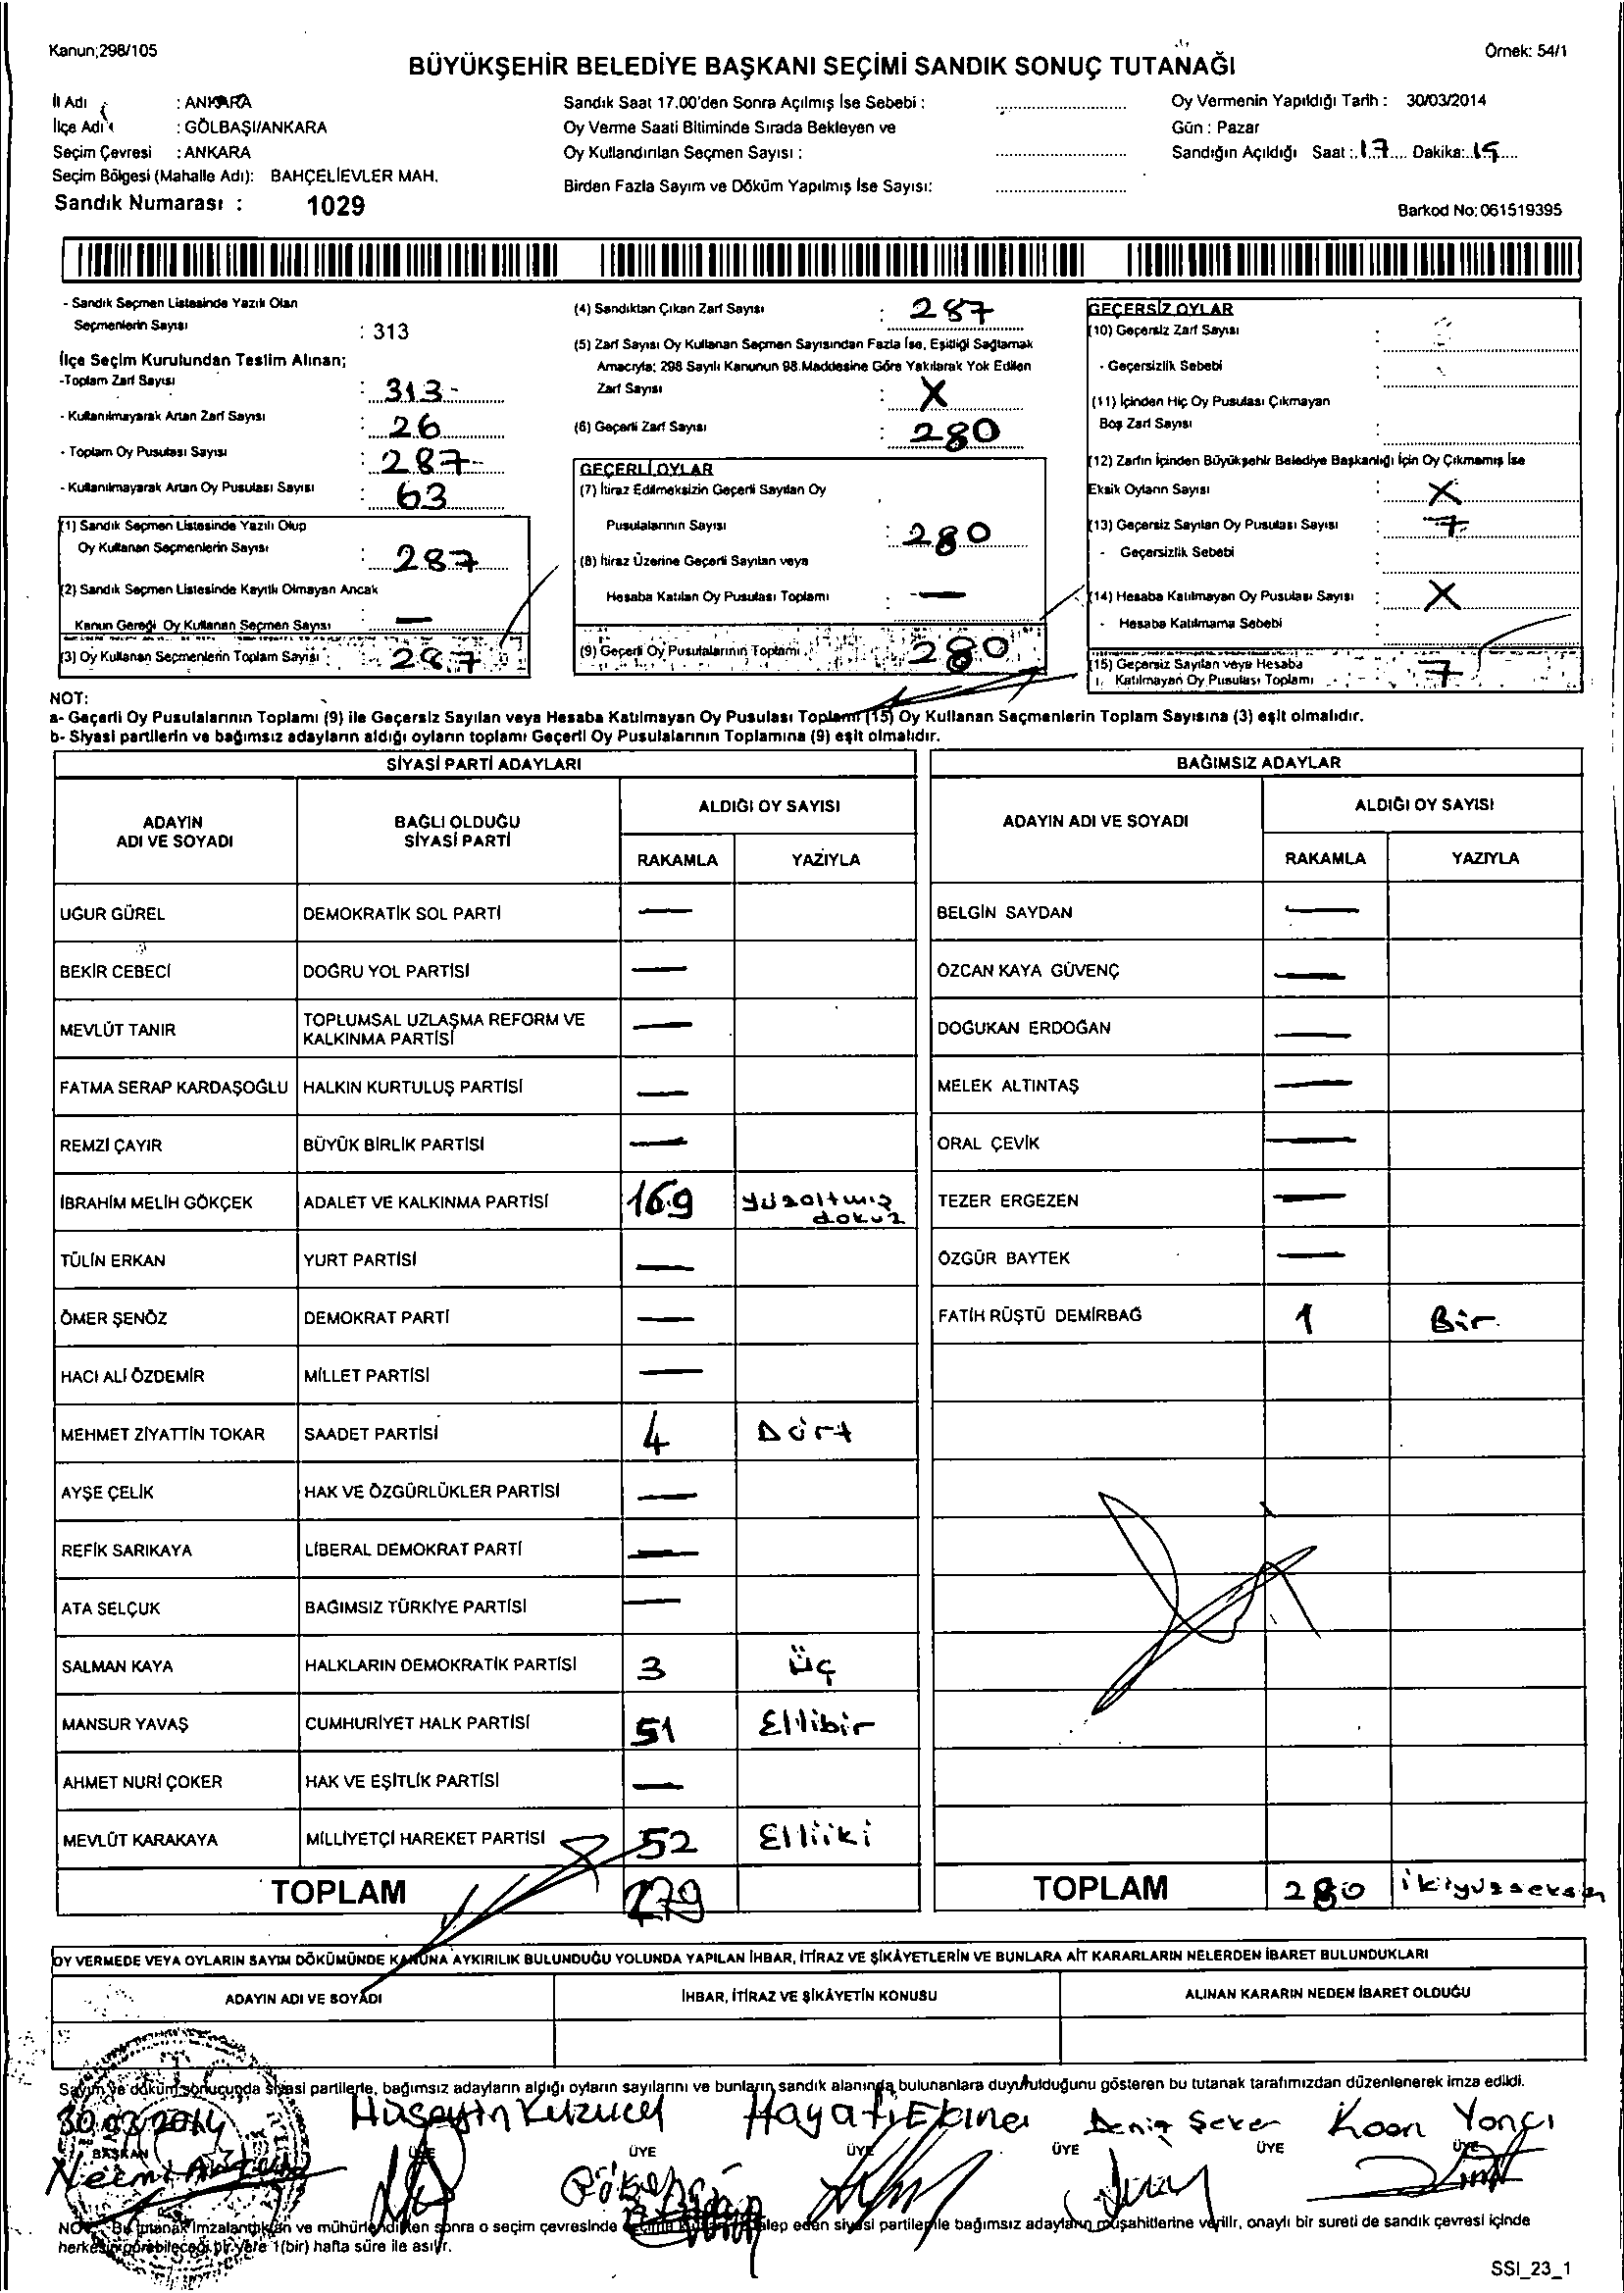 Kanun;298/105
Örnek: 54/1
BÜYÜKŞEHİR BELEDİYE BAŞKANI SEÇİMİ SANDIK SONUÇ TUTANAĞI
İl Adı : ANKARA
İlçe Adı : GÖLBAŞI/ANKARA
Seçim Çevresi : ANKARA
Seçim Bölgesi (Mahalle Adı): BAHÇELİEVLER MAH.
Sandık Numarası : 1029
Sandık Saat 17.00'den Sonra Açılmış İse Sebebi :
Oy Verme Saati Bitiminde Sırada Bekleyen ve
Oy Kullandırılan Seçmen Sayısı :
Birden Fazla Sayım ve Döküm Yapılmış İse Sayısı:
Oy Vermenin Yapıldığı Tarih : 30/03/2014
Gün : Pazar
Sandığın Açıldığı Saat : 17 Dakika: 15
Barkod No: 061519395
- Sandık Seçmen Listesinde Yazılı Olan
Seçmenlerin Sayısı : 313
İlçe Seçim Kurulundan Teslim Alınan;
-Toplam Zarf Sayısı : 313
- Kullanılmayarak Artan Zarf Sayısı : 26
- Toplam Oy Pusulası Sayısı : 287
- Kullanılmayarak Artan Oy Pusulası Sayısı : 63
(1) Sandık Seçmen Listesinde Yazılı Olup
Oy Kullanan Seçmenlerin Sayısı : 287
(2) Sandık Seçmen Listesinde Kayıtlı Olmayan Ancak
Kanun Gereği Oy Kullanan Seçmen Sayısı : —
(3) Oy Kullanan Seçmenlerin Toplam Sayısı : 287
(4) Sandıktan Çıkan Zarf Sayısı : 287
(5) Zarf Sayısı Oy Kullanan Seçmen Sayısından Fazla İse, Eşitliği Sağlamak
Amacıyla; 298 Sayılı Kanunun 98.Maddesine Göre Yakılarak Yok Edilen
Zarf Sayısı : X
(6) Geçerli Zarf Sayısı : 280
GEÇERLİ OYLAR
(7) İtiraz Edilmeksizin Geçerli Sayılan Oy
Pusulalarının Sayısı : 280
(8) İtiraz Üzerine Geçerli Sayılan veya
Hesaba Katılan Oy Pusulası Toplamı : —
(9) Geçerli Oy Pusulalarının Toplamı : 280
GEÇERSİZ OYLAR
(10) Geçersiz Zarf Sayısı :
- Geçersizlik Sebebi :
(11) İçinden Hiç Oy Pusulası Çıkmayan
Boş Zarf Sayısı :
(12) Zarfın İçinden Büyükşehir Belediye Başkanlığı İçin Oy Çıkmamış İse
Eksik Oyların Sayısı : X
(13) Geçersiz Sayılan Oy Pusulası Sayısı : 7
- Geçersizlik Sebebi :
(14) Hesaba Katılmayan Oy Pusulası Sayısı : X
- Hesaba Katılmama Sebebi :
(15) Geçersiz Sayılan veya Hesaba
Katılmayan Oy Pusulası Toplamı : 7
NOT:
a- Geçerli Oy Pusulalarının Toplamı (9) ile Geçersiz Sayılan veya Hesaba Katılmayan Oy Pusulası Toplamı (15) Oy Kullanan Seçmenlerin Toplam Sayısına (3) eşit olmalıdır.
b- Siyasi partilerin ve bağımsız adayların aldığı oyların toplamı Geçerli Oy Pusulalarının Toplamına (9) eşit olmalıdır.
SİYASİ PARTİ ADAYLARI
ADAYIN
ADI VE SOYADI
BAĞLI OLDUĞU
SİYASİ PARTİ
ALDIĞI OY SAYISI
RAKAMLA YAZIYLA
UĞUR GÜREL DEMOKRATİK SOL PARTİ —
BEKİR CEBECİ DOĞRU YOL PARTİSİ —
MEVLÜT TANIR TOPLUMSAL UZLAŞMA REFORM VE
KALKINMA PARTİSİ —
FATMA SERAP KARDAŞOĞLU HALKIN KURTULUŞ PARTİSİ —
REMZİ ÇAYIR BÜYÜK BİRLİK PARTİSİ —
İBRAHİM MELİH GÖKÇEK ADALET VE KALKINMA PARTİSİ 169 yüzaltmış
dokuz
TÜLİN ERKAN YURT PARTİSİ —
ÖMER ŞENÖZ DEMOKRAT PARTİ —
HACI ALİ ÖZDEMİR MİLLET PARTİSİ —
MEHMET ZİYATTİN TOKAR SAADET PARTİSİ 4 Dört
AYŞE ÇELİK HAK VE ÖZGÜRLÜKLER PARTİSİ —
REFİK SARIKAYA LİBERAL DEMOKRAT PARTİ —
ATA SELÇUK BAĞIMSIZ TÜRKİYE PARTİSİ —
SALMAN KAYA HALKLARIN DEMOKRATİK PARTİSİ 3 Üç
MANSUR YAVAŞ CUMHURİYET HALK PARTİSİ 51 Ellibir
AHMET NURİ ÇOKER HAK VE EŞİTLİK PARTİSİ —
MEVLÜT KARAKAYA MİLLİYETÇİ HAREKET PARTİSİ 52 Elliiki
TOPLAM 279
BAĞIMSIZ ADAYLAR
ADAYIN ADI VE SOYADI
ALDIĞI OY SAYISI
RAKAMLA YAZIYLA
BELGİN SAYDAN —
ÖZCAN KAYA GÜVENÇ —
DOĞUKAN ERDOĞAN —
MELEK ALTINTAŞ —
ORAL ÇEVİK —
TEZER ERGEZEN —
ÖZGÜR BAYTEK —
FATİH RÜŞTÜ DEMİRBAĞ 1 Bir
TOPLAM 280 ikiyüzseksen
OY VERMEDE VEYA OYLARIN SAYIM DÖKÜMÜNDE KANUNA AYKIRILIK BULUNDUĞU YOLUNDA YAPILAN İHBAR, İTİRAZ VE ŞİKÂYETLERİN VE BUNLARA AİT KARARLARIN NELERDEN İBARET BULUNDUKLARI
ADAYIN ADI VE SOYADI
İHBAR, İTİRAZ VE ŞİKÂYETİN KONUSU
ALINAN KARARIN NEDEN İBARET OLDUĞU
Sayım ve döküm sonucunda siyasi partilerle, bağımsız adayların aldığı oyların sayılarını ve bunların sandık alanında bulunanlara duyurulduğunu gösteren bu tutanak tarafımızdan düzenlenerek imza edildi.
30.03/2014 Hüseyin Hayati Deniz Şeker Yoncı
BAŞKAN ÜYE ÜYE ÜYE ÜYE ÜYE ÜYE
Necmi
NOT: Bu tutanak imzalandıktan ve mühürlendikten sonra o seçim çevresinde talep eden siyasi partiler ile bağımsız adayların müşahitlerine verilir, onaylı bir sureti de sandık çevresi içinde
herkesin görebileceği bir yere 1(bir) hafta süre ile asılır.
SSI_23_1